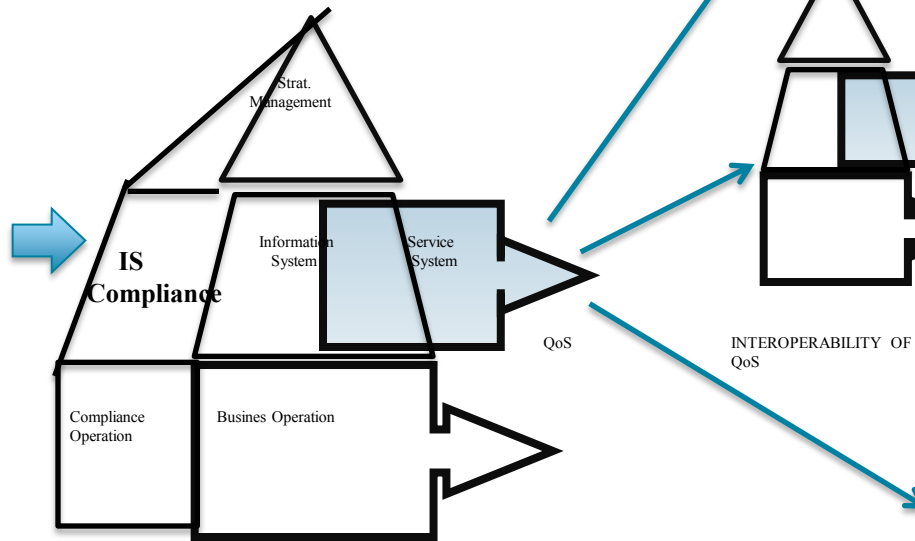 Strat.
Management
Information
System
Service
System
IS
Compliance
QoS
INTEROPERABILITY OF
QoS
Compliance
Operation
Busines Operation